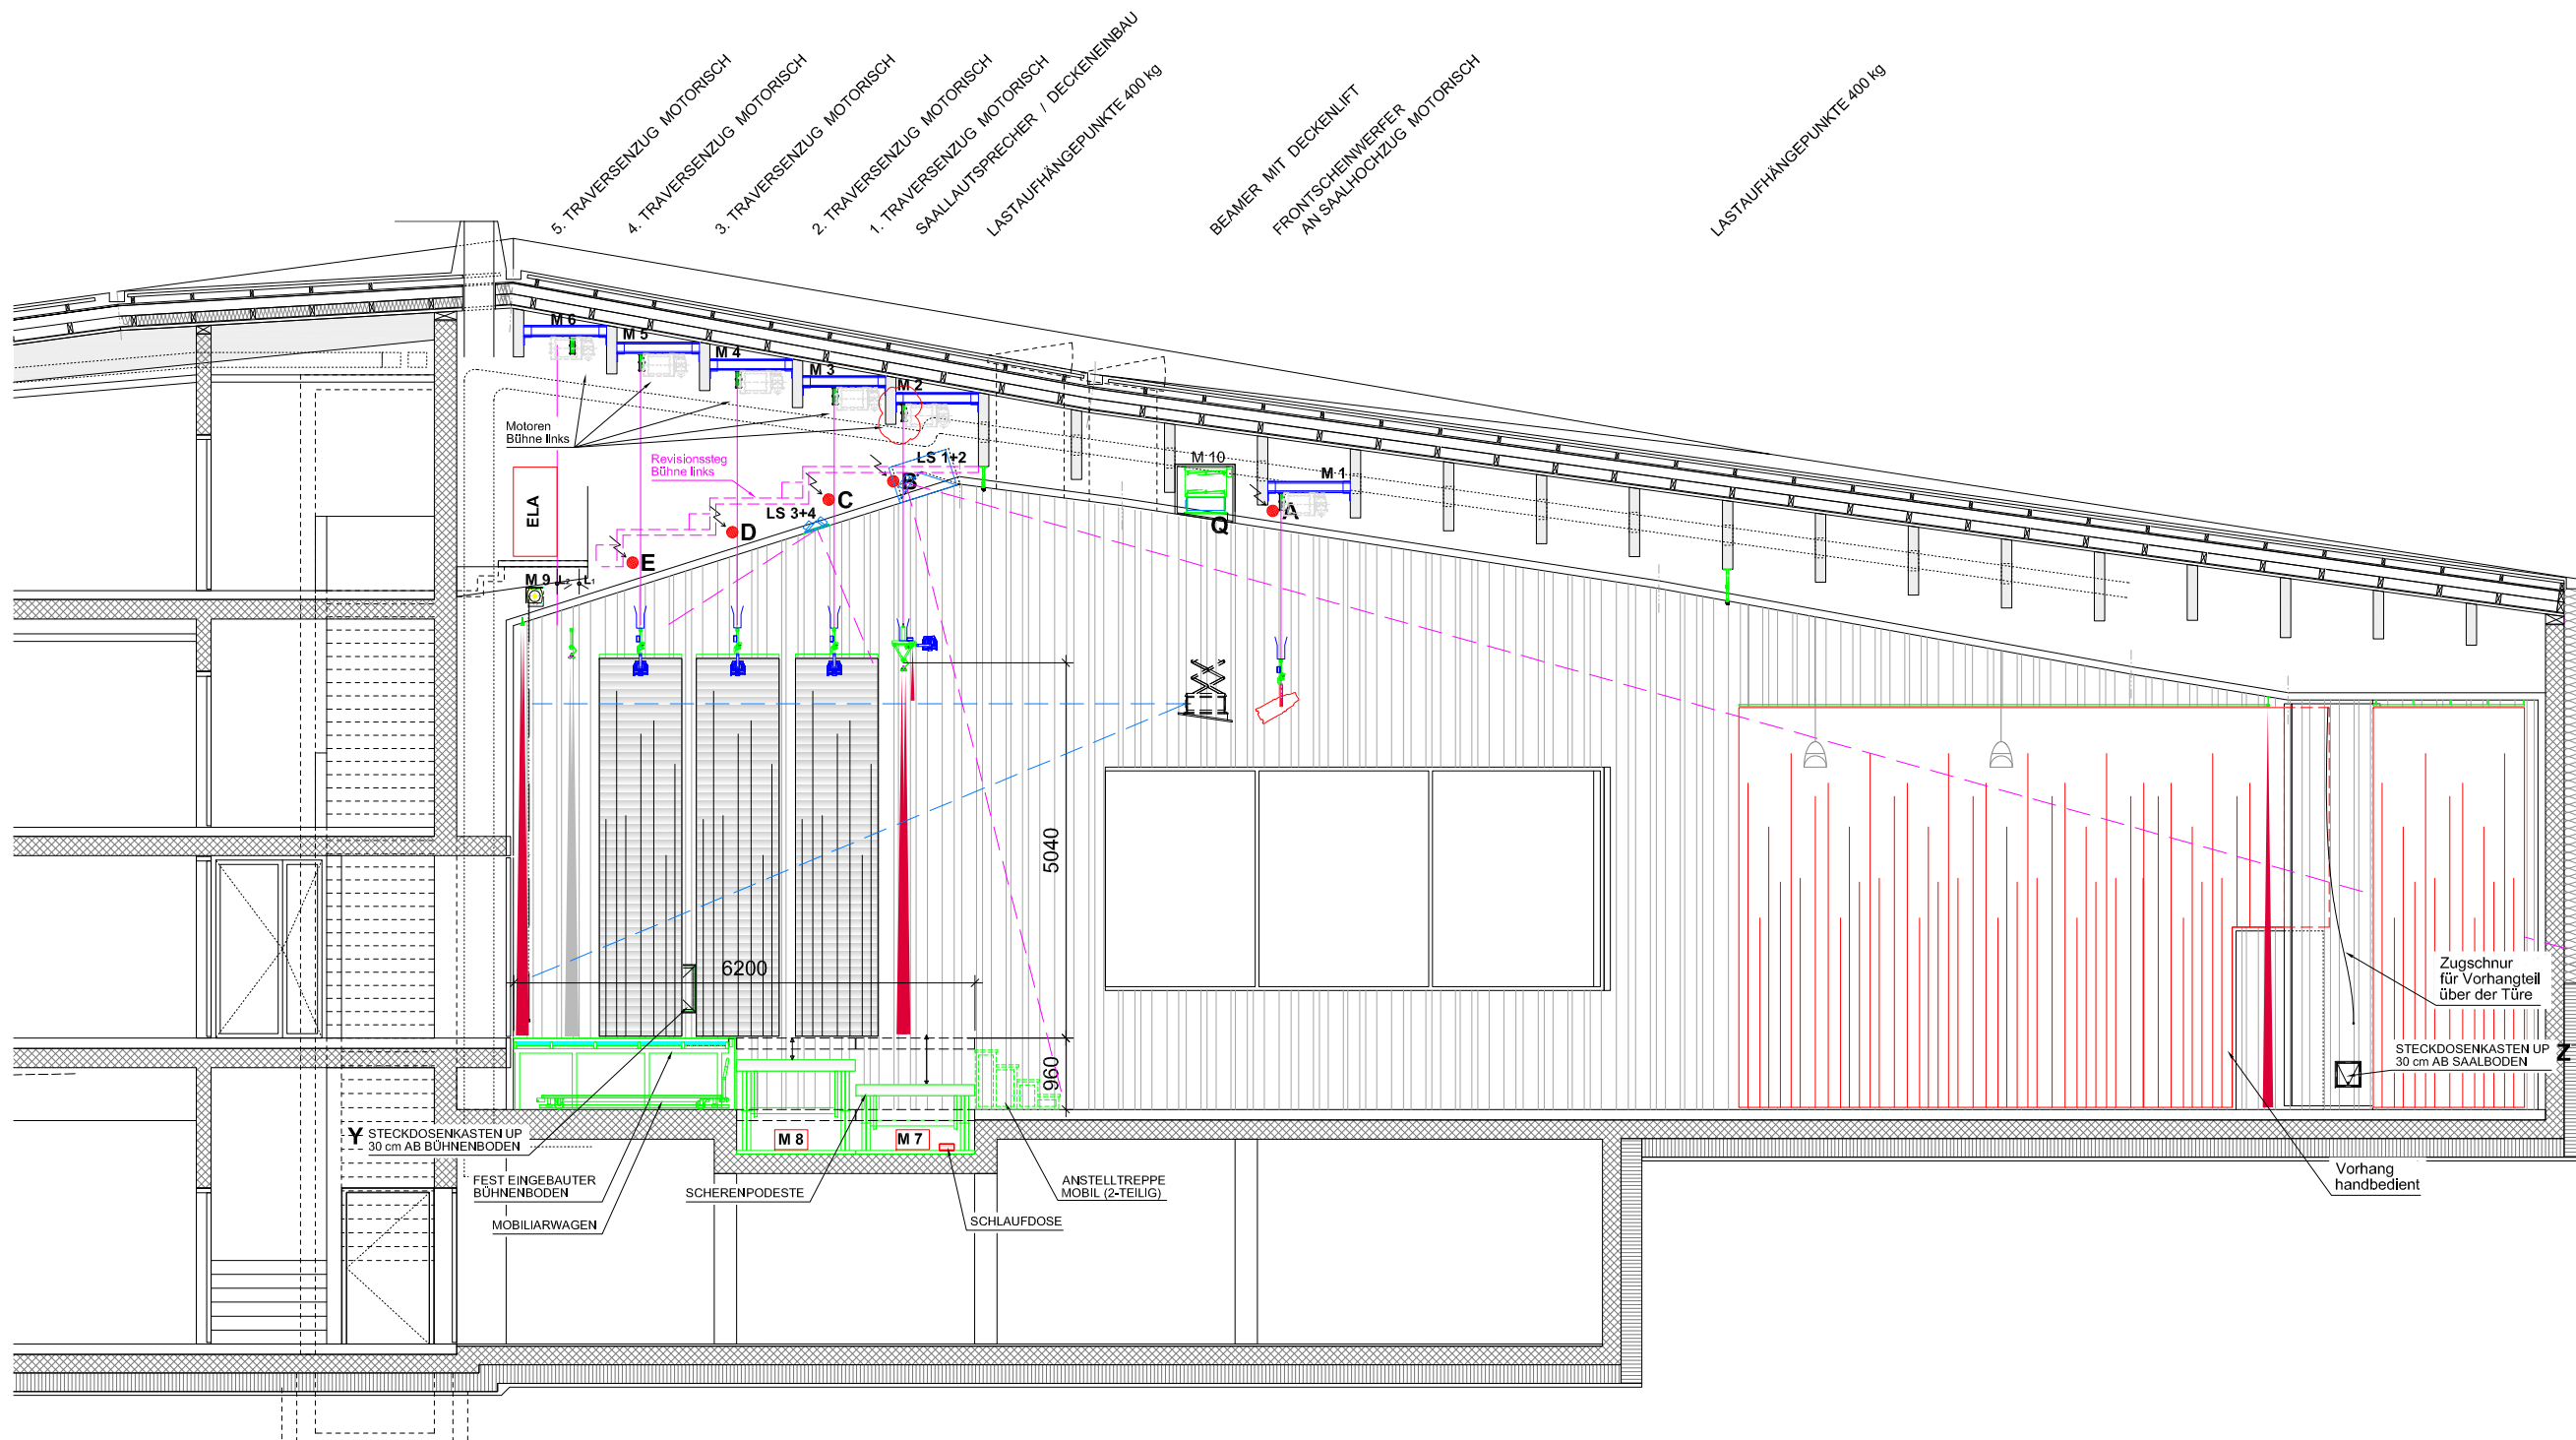 5. TRAVERSENZUG MOTORISCH
4. TRAVERSENZUG MOTORISCH
3. TRAVERSENZUG MOTORISCH
2. TRAVERSENZUG MOTORISCH
1. TRAVERSENZUG MOTORISCH
SAALLAUTSPRECHER / DECKENEINBAU
LASTAUFHÄNGEPUNKTE 400 kg
BEAMER MIT DECKENLIFT
FRONTSCHEINWERFER
AN SAALHOCHZUG MOTORISCH
LASTAUFHÄNGEPUNKTE 400 kg
M 6
M 5
M 4
M 3
M 2
Motoren
Bühne links
Revisionssteg
Bühne links
LS 1+2
M 10
M 1
B
C
A
ELA
LS 3+4
Q
D
E
M 9
L2
L1
5040
6200
960
Zugschnur
für Vorhangteil
über der Türe
STECKDOSENKASTEN UP
30 cm AB SAALBODEN
Z
Y
STECKDOSENKASTEN UP
30 cm AB BÜHNENBODEN
M 8
M 7
FEST EINGEBAUTER
BÜHNENBODEN
SCHERENPODESTE
ANSTELLTREPPE
MOBIL (2-TEILIG)
Vorhang
handbedient
MOBILIARWAGEN
SCHLAUFDOSE